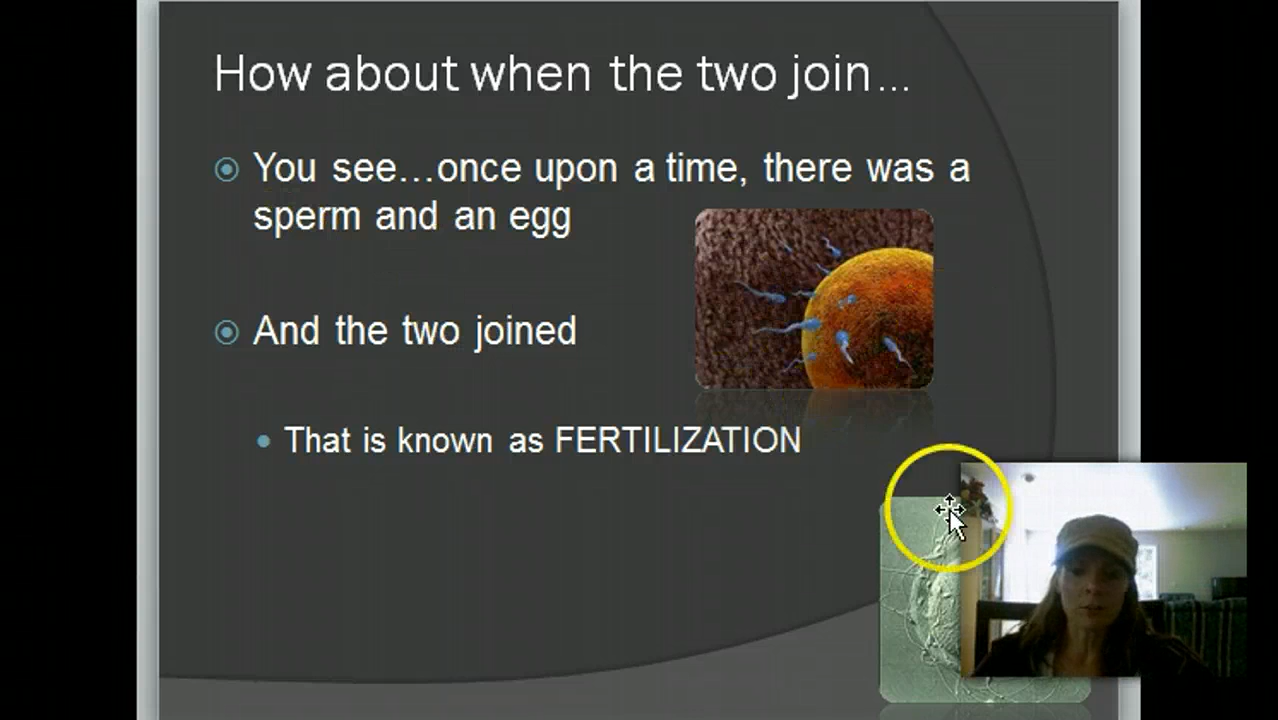 How about when the two join...
You see...once upon a time, there was a
sperm and an egg
And the two joined
That is known as FERTILIZATION